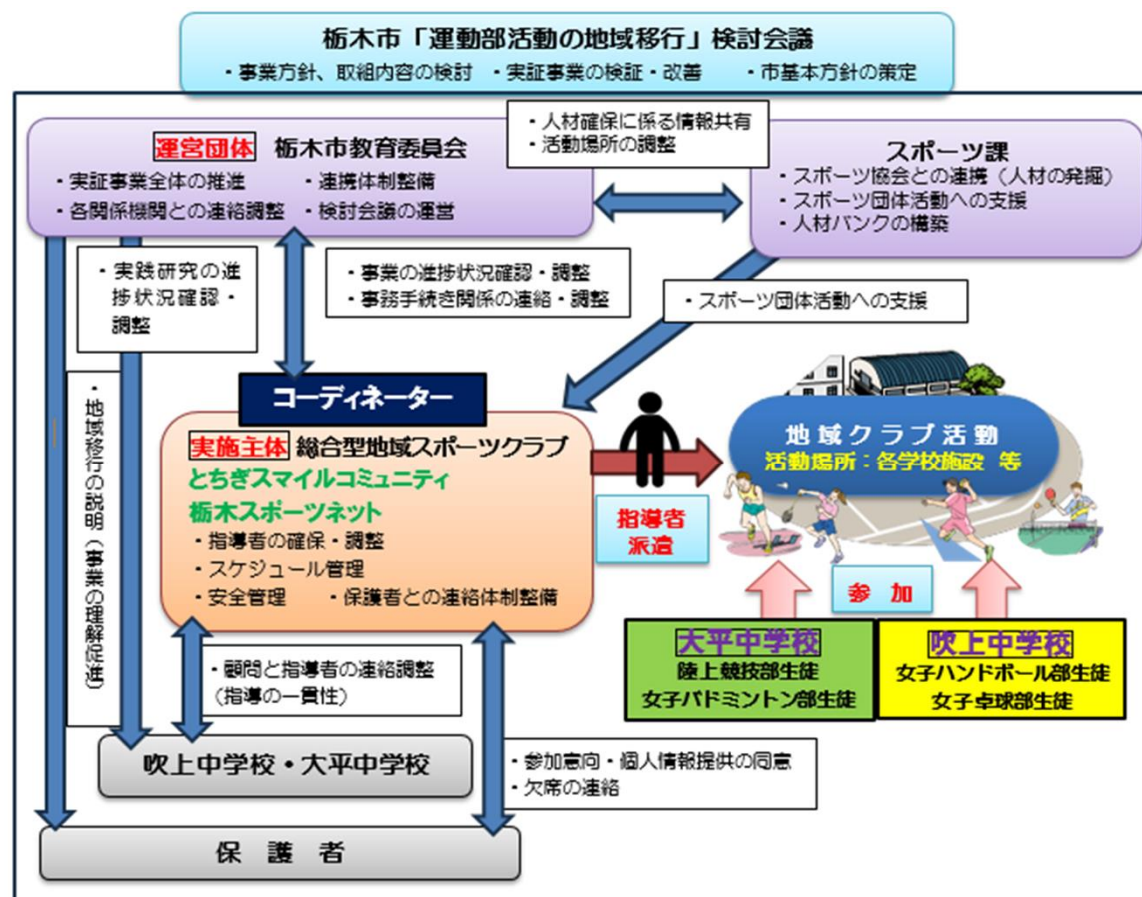 栃木市「運動部活動の地域移行」検討会議
・事業方針、取組内容の検討　・実証事業の検証・改善　・市基本方針の策定
運営団体　栃木市教育委員会
・実証事業全体の推進　・連携体制整備
・各関係機関との連絡調整　・検討会議の運営
・人材確保に係る情報共有
・活動場所の調整
スポーツ課
・スポーツ協会との連携（人材の発掘）
・スポーツ団体活動への支援
・人材バンクの構築
・実践研究の進
捗状況確認・
調整
・事業の進捗状況確認・調整
・事務手続き関係の連絡・調整
・スポーツ団体活動への支援
・地域移行の説明（事業の理解促進）
コーディネーター
実施主体　総合型地域スポーツクラブ
とちぎスマイルコミュニティ
栃木スポーツネット
・指導者の確保・調整
・スケジュール管理
・安全管理　・保護者との連絡体制整備
指導者
派遣
地域クラブ活動
活動場所：各学校施設 等
参　加
大平中学校
陸上競技部生徒
女子バドミントン部生徒
吹上中学校
女子ハンドボール部生徒
女子卓球部生徒
・顧問と指導者の連絡調整
（指導の一貫性）
吹上中学校・大平中学校
・参加意向・個人情報提供の同意
・欠席の連絡
保　護　者